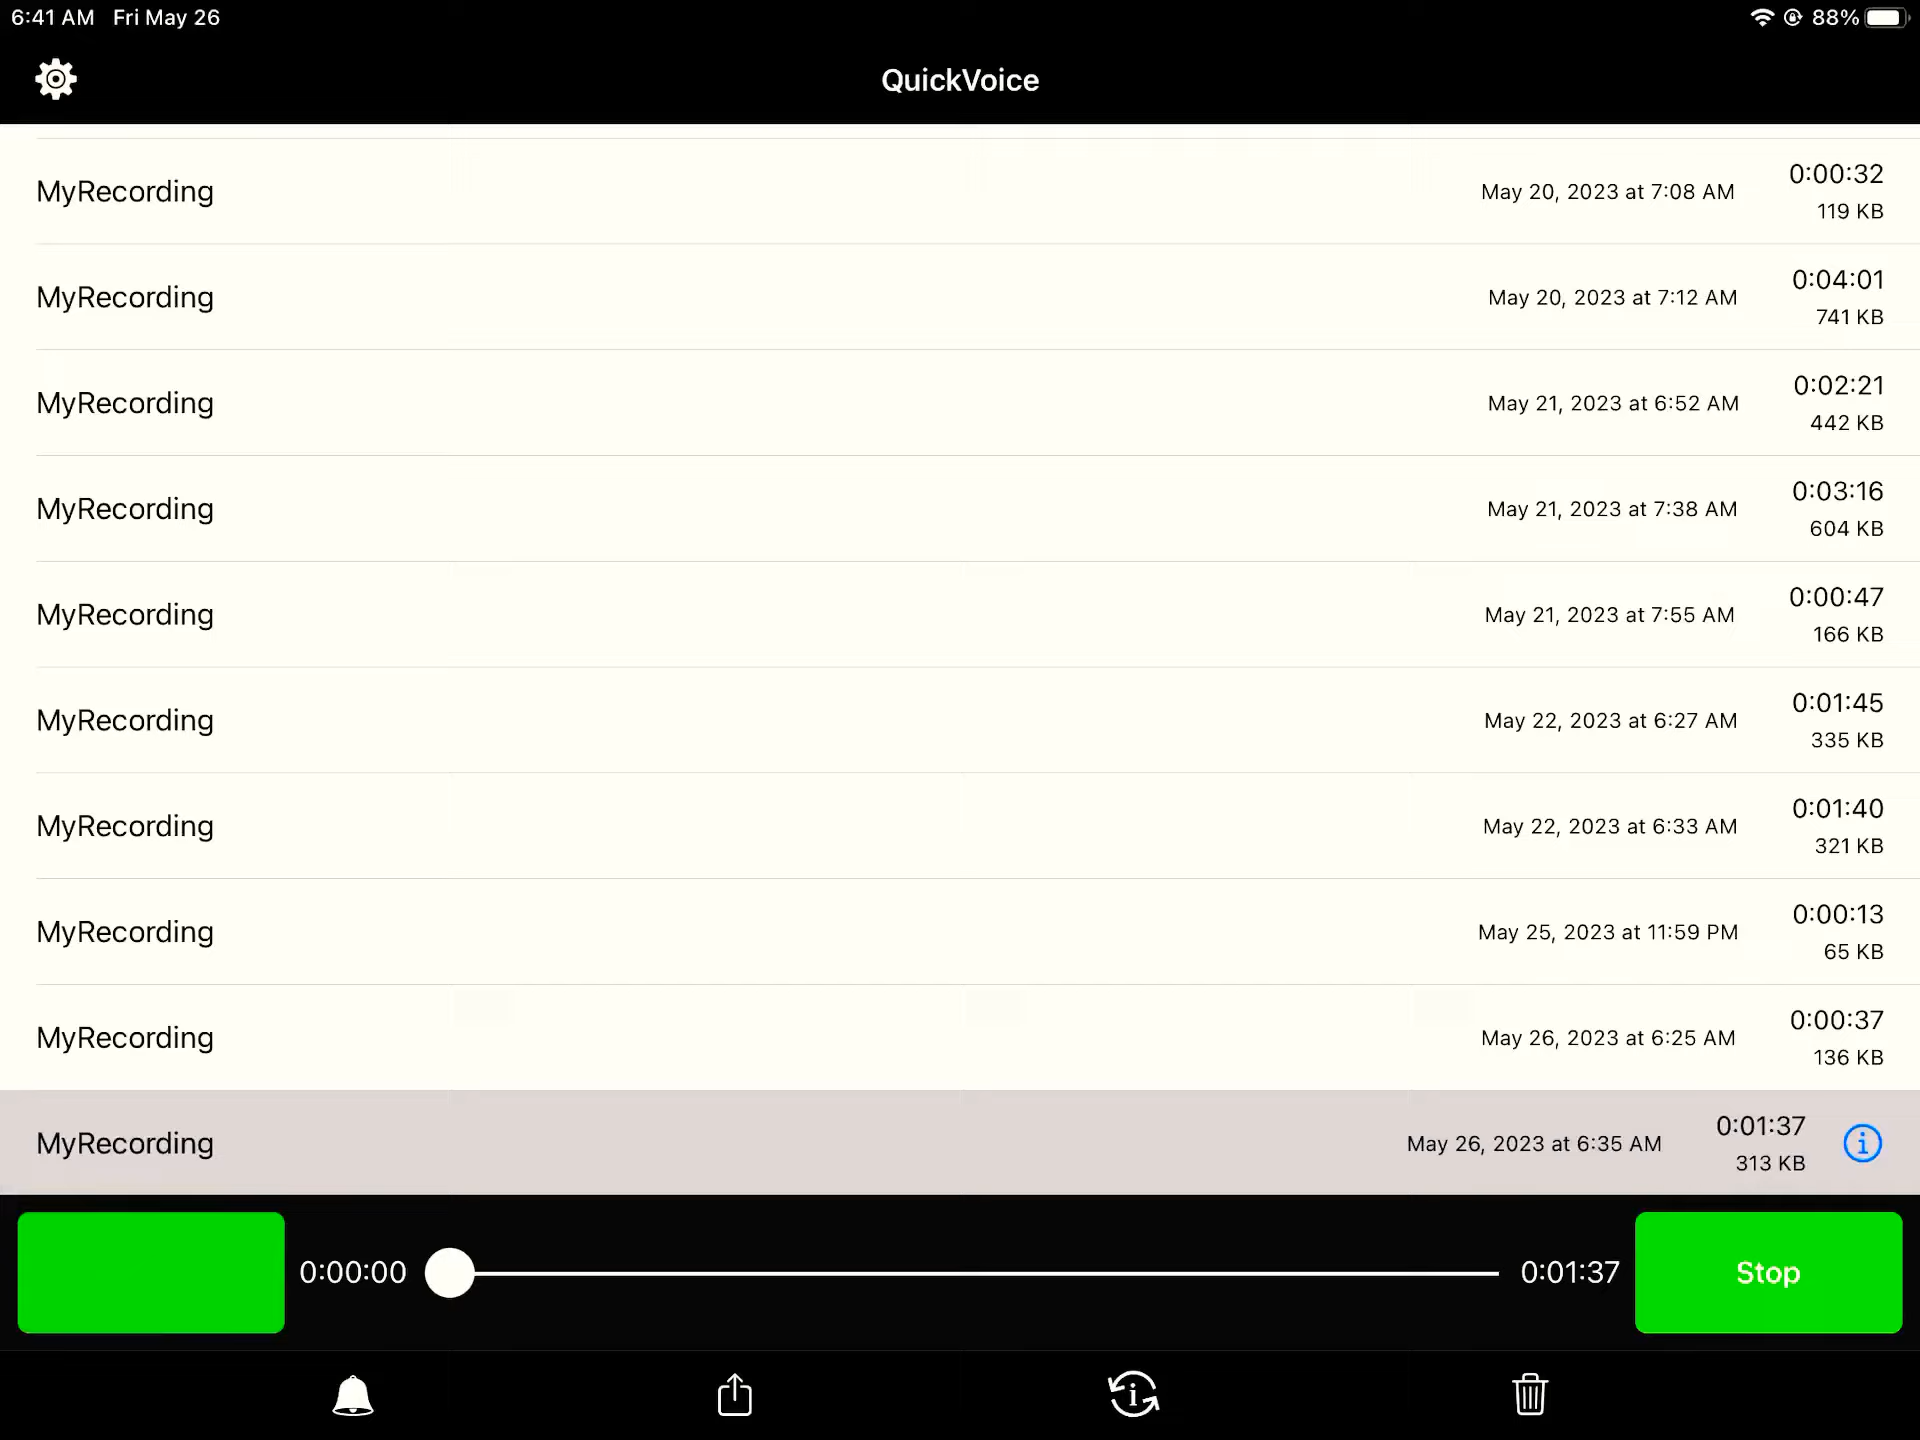 6:41 AM Fri May 26 88%
QuickVoice
MyRecording May 20, 2023 at 7:08 AM 0:00:32 119 KB
MyRecording May 20, 2023 at 7:12 AM 0:04:01 741 KB
MyRecording May 21, 2023 at 6:52 AM 0:02:21 442 KB
MyRecording May 21, 2023 at 7:38 AM 0:03:16 604 KB
MyRecording May 21, 2023 at 7:55 AM 0:00:47 166 KB
MyRecording May 22, 2023 at 6:27 AM 0:01:45 335 KB
MyRecording May 22, 2023 at 6:33 AM 0:01:40 321 KB
MyRecording May 25, 2023 at 11:59 PM 0:00:13 65 KB
MyRecording May 26, 2023 at 6:25 AM 0:00:37 136 KB
MyRecording May 26, 2023 at 6:35 AM 0:01:37 313 KB
0:00:00 0:01:37 Stop